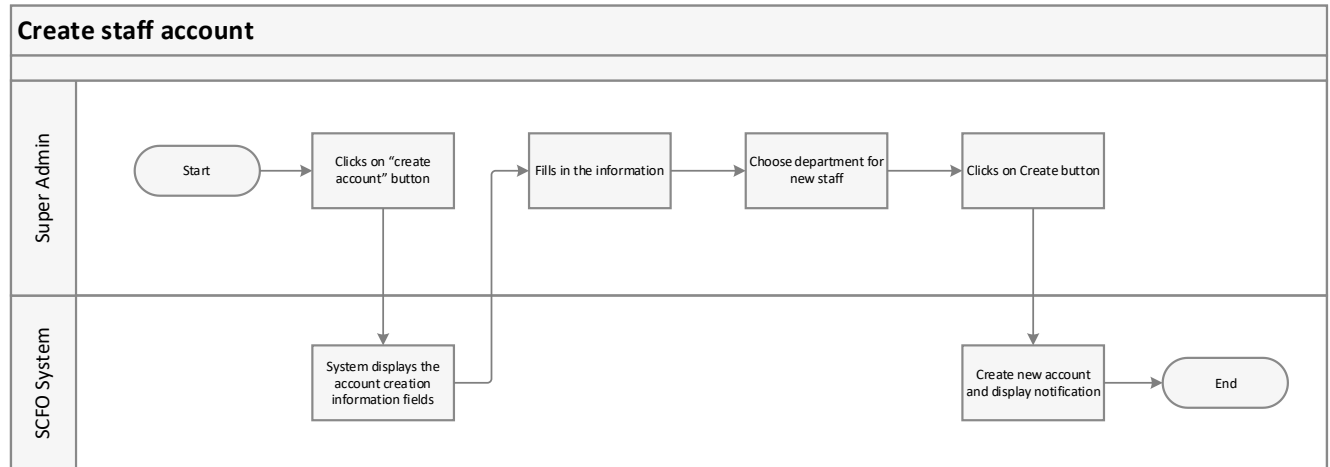 Create staff account
Super Admin
Start
Clicks on “create
account” button
Fills in the information
Choose department for
new staff
Clicks on Create button
SCFO System
System displays the
account creation
information fields
Create new account
and display notification
End